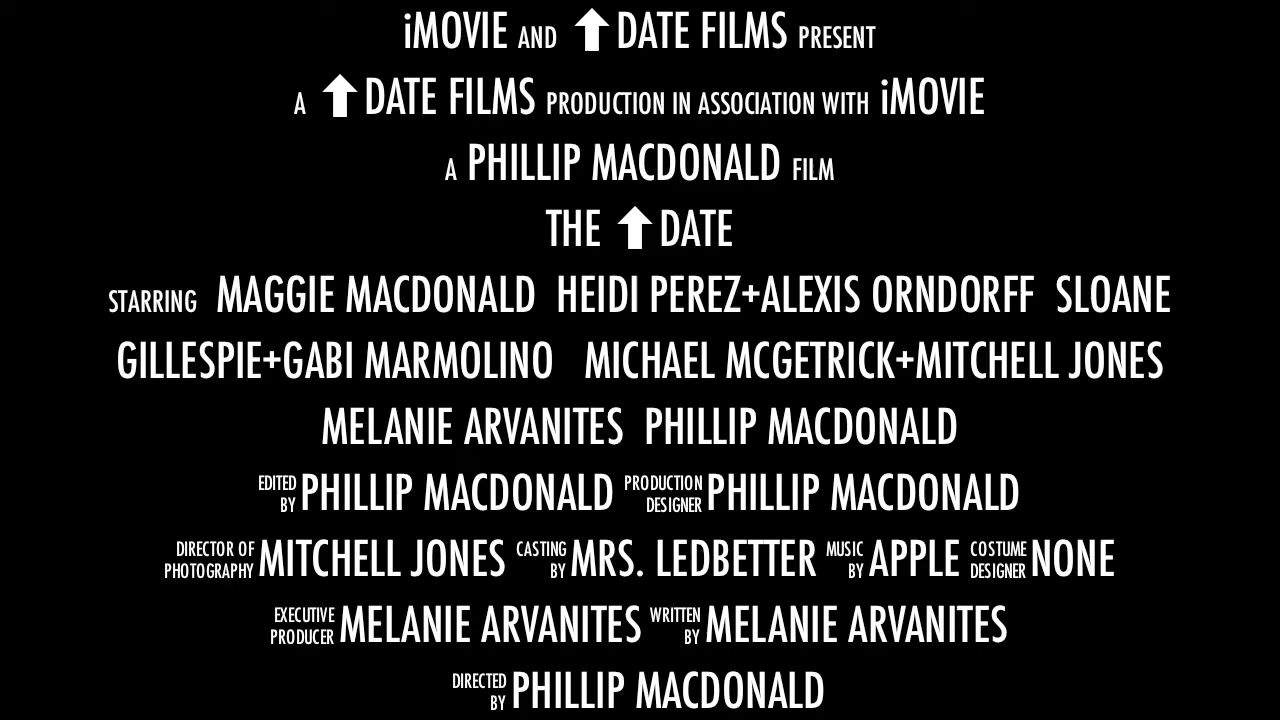 iMOVIE AND ⬆DATE FILMS PRESENT
A ⬆DATE FILMS PRODUCTION IN ASSOCIATION WITH iMOVIE
A PHILLIP MACDONALD FILM
THE ⬆DATE
STARRING MAGGIE MACDONALD HEIDI PEREZ+ALEXIS ORNDORFF SLOANE
GILLESPIE+GABI MARMOLINO MICHAEL MCGETRICK+MITCHELL JONES
MELANIE ARVANITES PHILLIP MACDONALD
EDITED BY PHILLIP MACDONALD PRODUCTION DESIGNER PHILLIP MACDONALD
DIRECTOR OF PHOTOGRAPHY MITCHELL JONES CASTING BY MRS. LEDBETTER MUSIC BY APPLE COSTUME DESIGNER NONE
EXECUTIVE PRODUCER MELANIE ARVANITES WRITTEN BY MELANIE ARVANITES
DIRECTED BY PHILLIP MACDONALD